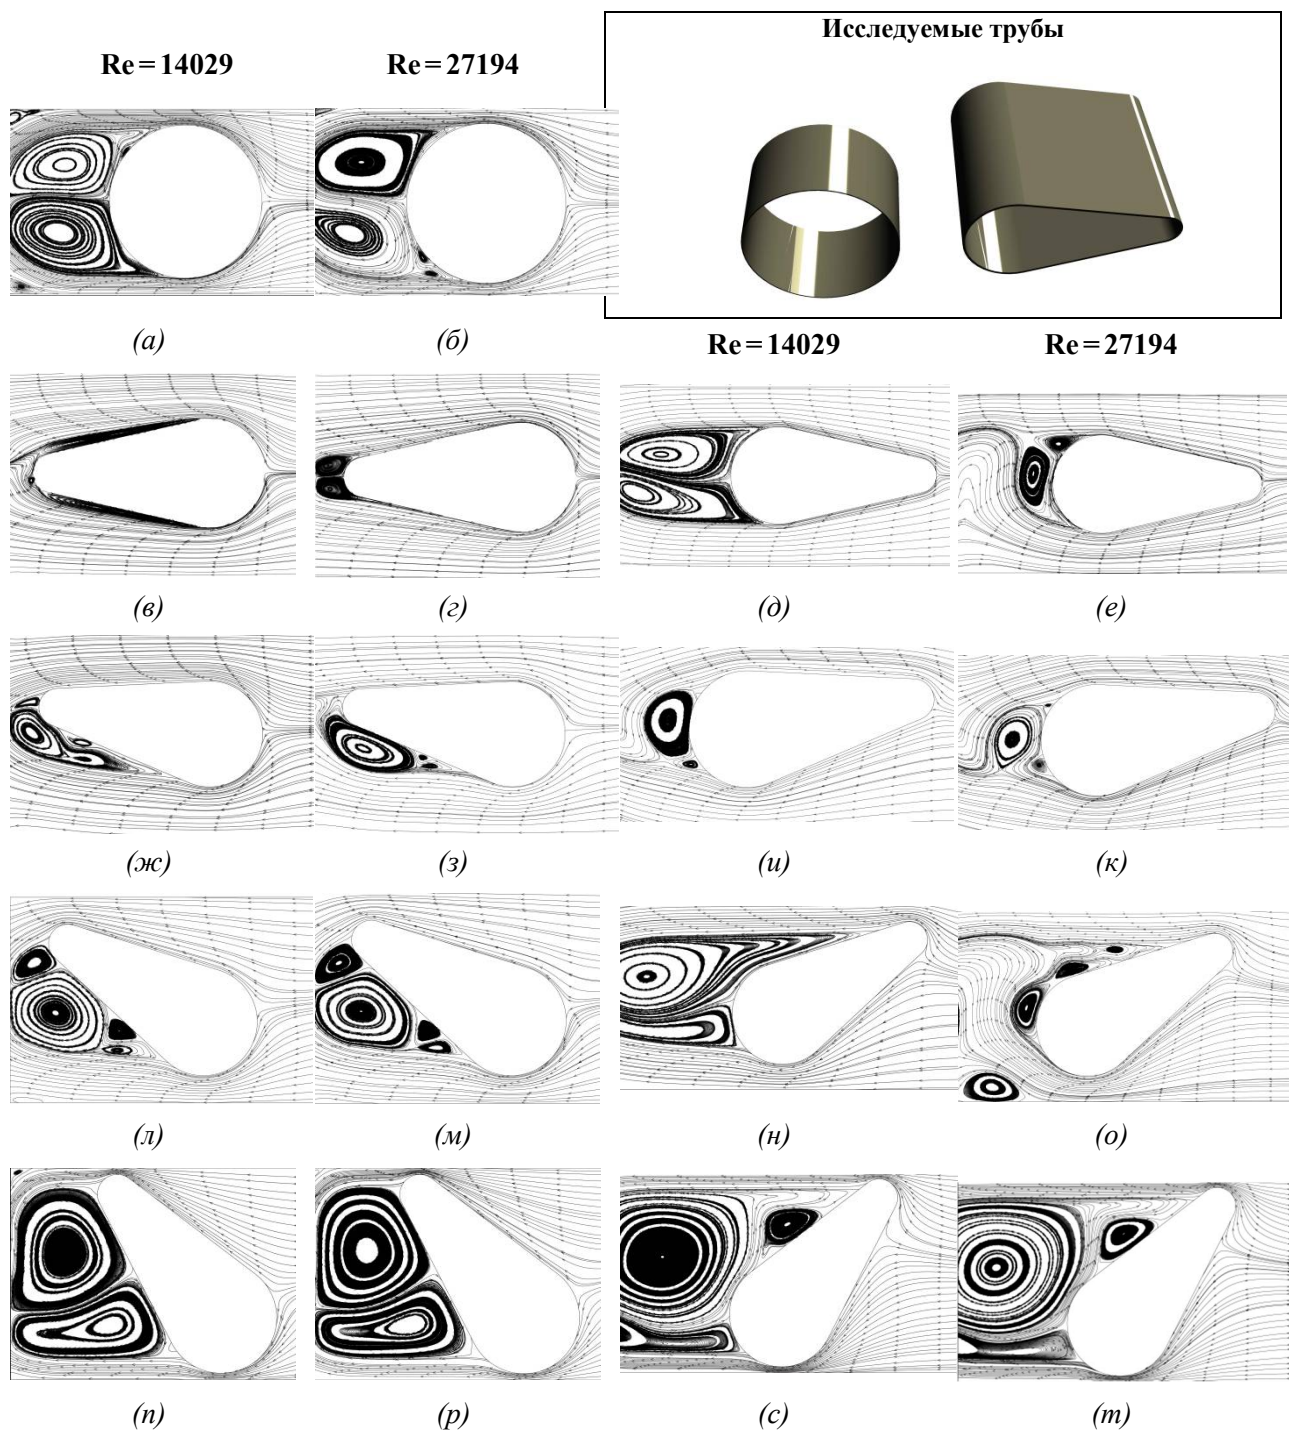 Исследуемые трубы
Re = 14029
Re = 27194
(а)
(б)
Re = 14029
Re = 27194
(в)
(г)
(д)
(е)
(ж)
(з)
(и)
(к)
(л)
(м)
(н)
(о)
(п)
(р)
(с)
(т)